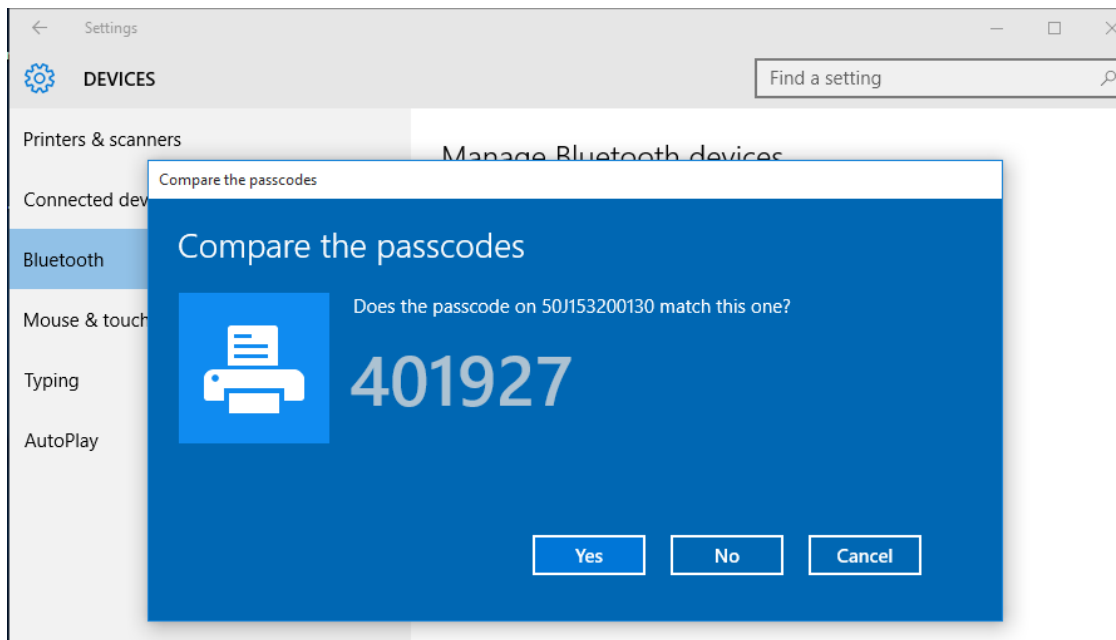 Settings
DEVICES
Find a setting
Printers & scanners
Connected dev
Bluetooth
Mouse & touch
Typing
AutoPlay
Manage Bluetooth devices
Compare the passcodes
Compare the passcodes
Does the passcode on 50J153200130 match this one?
401927
Yes
No
Cancel